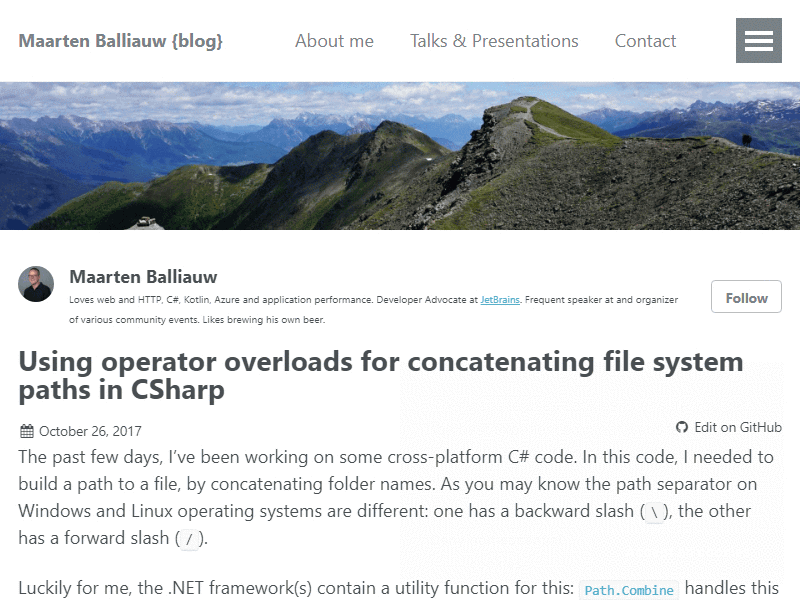 Maarten Balliauw {blog}
About me
Talks & Presentations
Contact
Maarten Balliauw
Loves web and HTTP, C#, Kotlin, Azure and application performance. Developer Advocate at JetBrains. Frequent speaker at and organizer
of various community events. Likes brewing his own beer.
Follow
Using operator overloads for concatenating file system
paths in CSharp
October 26, 2017
Edit on GitHub
The past few days, I’ve been working on some cross-platform C# code. In this code, I needed to
build a path to a file, by concatenating folder names. As you may know the path separator on
Windows and Linux operating systems are different: one has a backward slash ( \ ), the other
has a forward slash ( / ).
Luckily for me, the .NET framework(s) contain a utility function for this: Path.Combine handles this